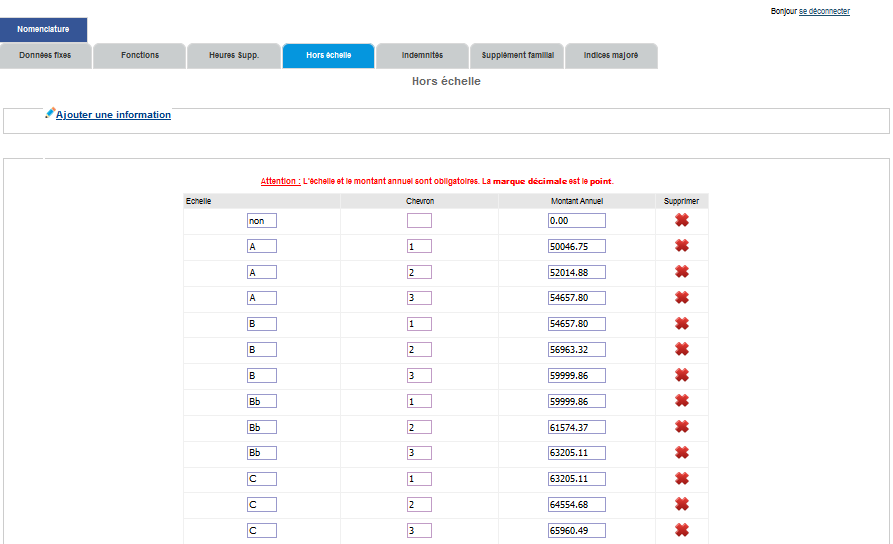 Bonjour se déconnecter
Nomenclature
Données fixes Fonctions Heures Supp. Hors échelle Indemnités Supplément familial Indices majoré
Hors échelle
Ajouter une information
Attention : L'échelle et le montant annuel sont obligatoires. La marque décimale est le point.
Echelle Chevron Montant Annuel Supprimer
non 0.00
A 1 50046.75
A 2 52014.88
A 3 54657.80
B 1 54657.80
B 2 56963.32
B 3 59999.86
Bb 1 59999.86
Bb 2 61574.37
Bb 3 63205.11
C 1 63205.11
C 2 64554.68
C 3 65960.49